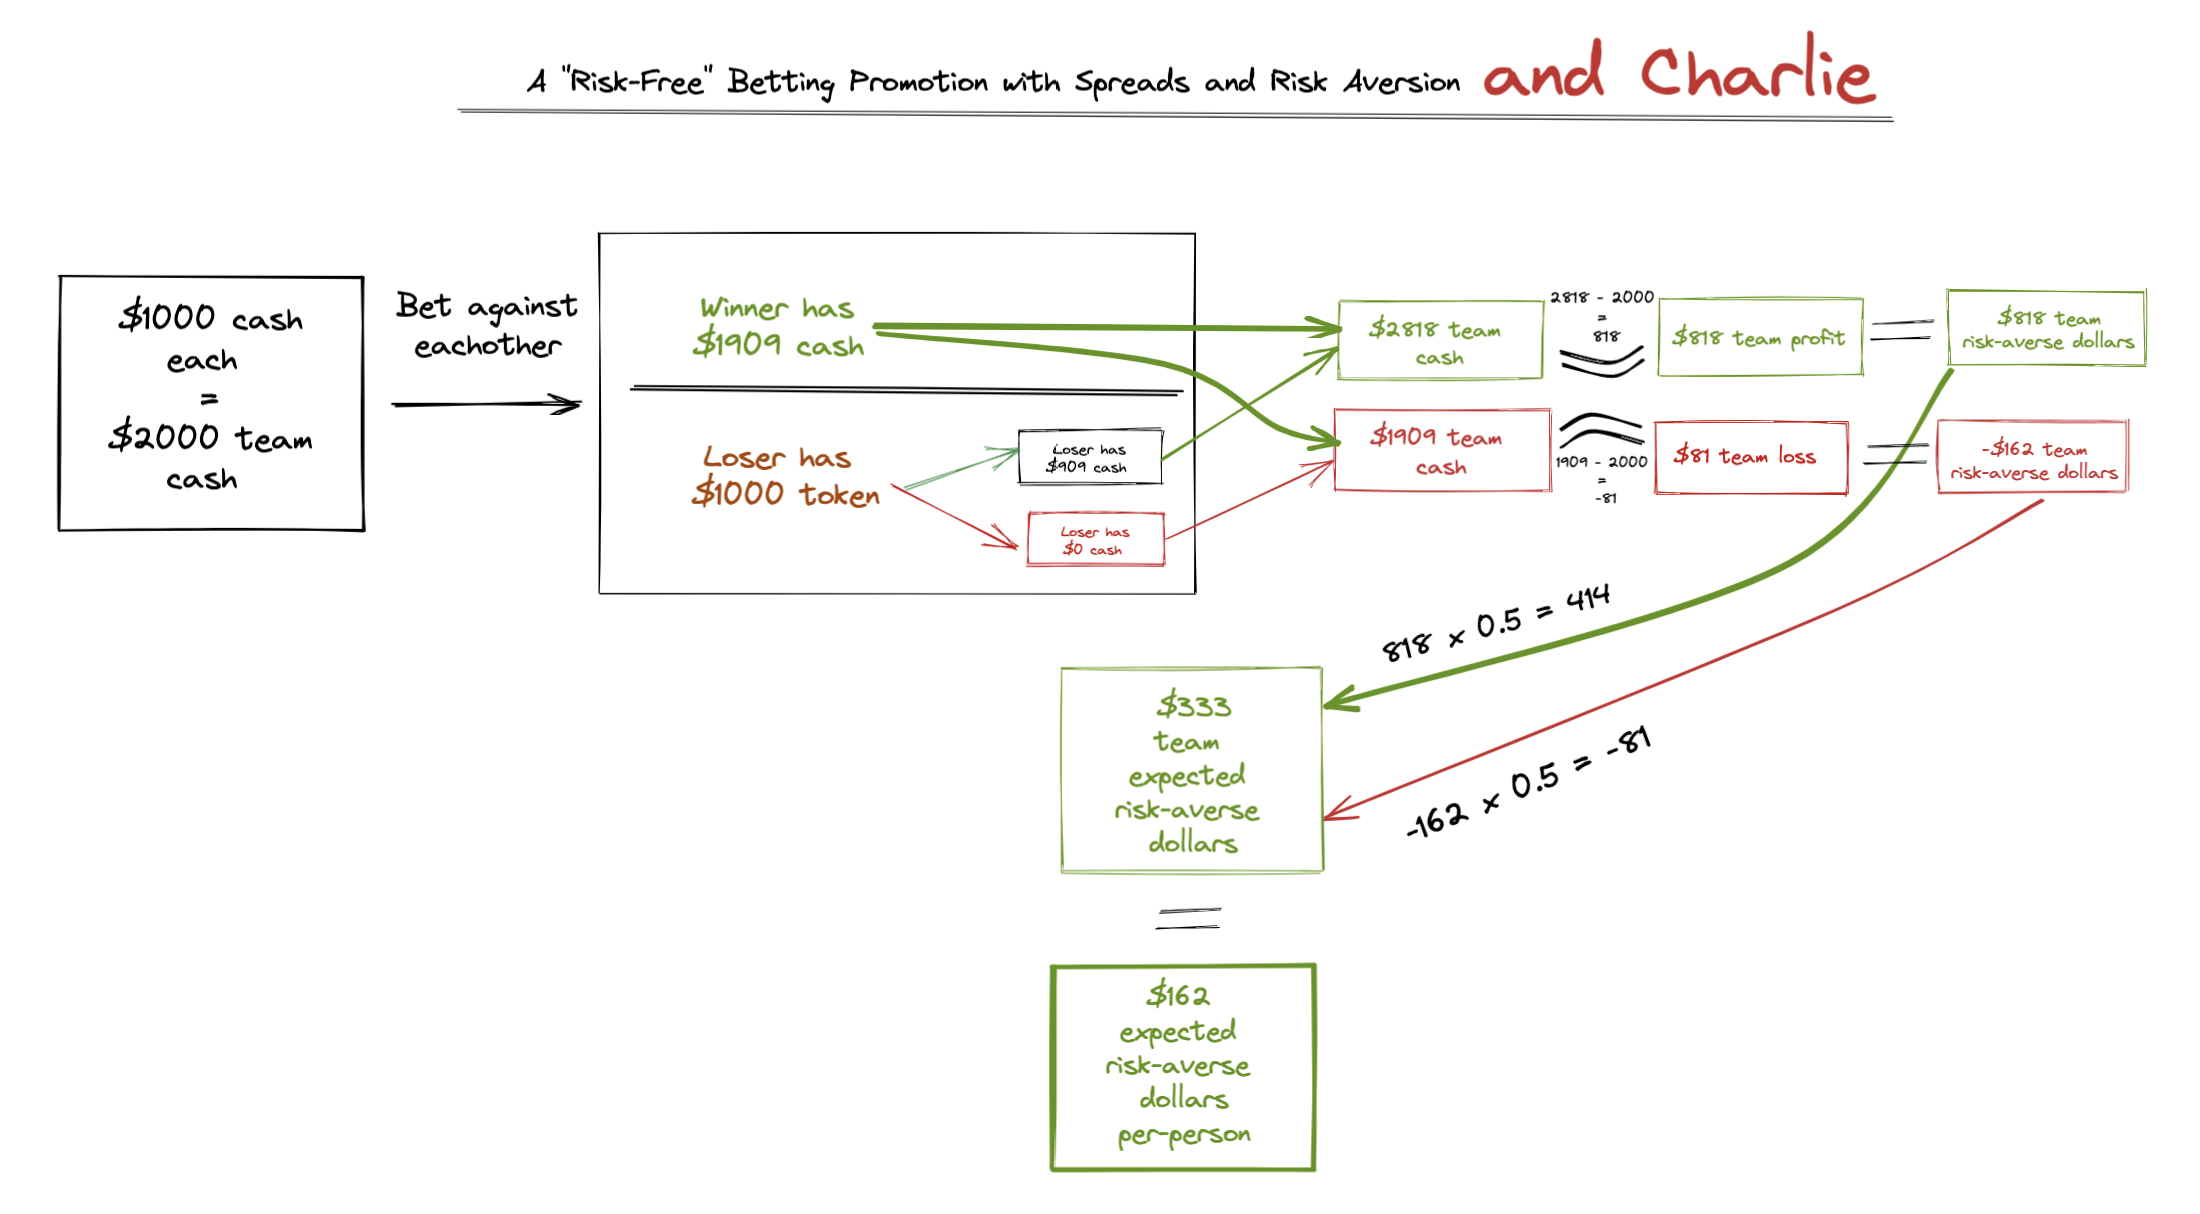 A "Risk-Free" Betting Promotion with Spreads and Risk Aversion and Charlie
$1000 cash
each
=
$2000 team
cash
Bet against
eachother
Winner has
$1909 cash
Loser has
$1000 token
Loser has
$909 cash
Loser has
$0 cash
$2818 team
cash
2818 - 2000
=
818
$818 team profit
$818 team
risk-averse dollars
$1909 team
cash
1909 - 2000
=
-81
$81 team loss
-$162 team
risk-averse dollars
818 x 0.5 = 414
-162 x 0.5 = -81
$333
team
expected
risk-averse
dollars
$162
expected
risk-averse
dollars
per-person